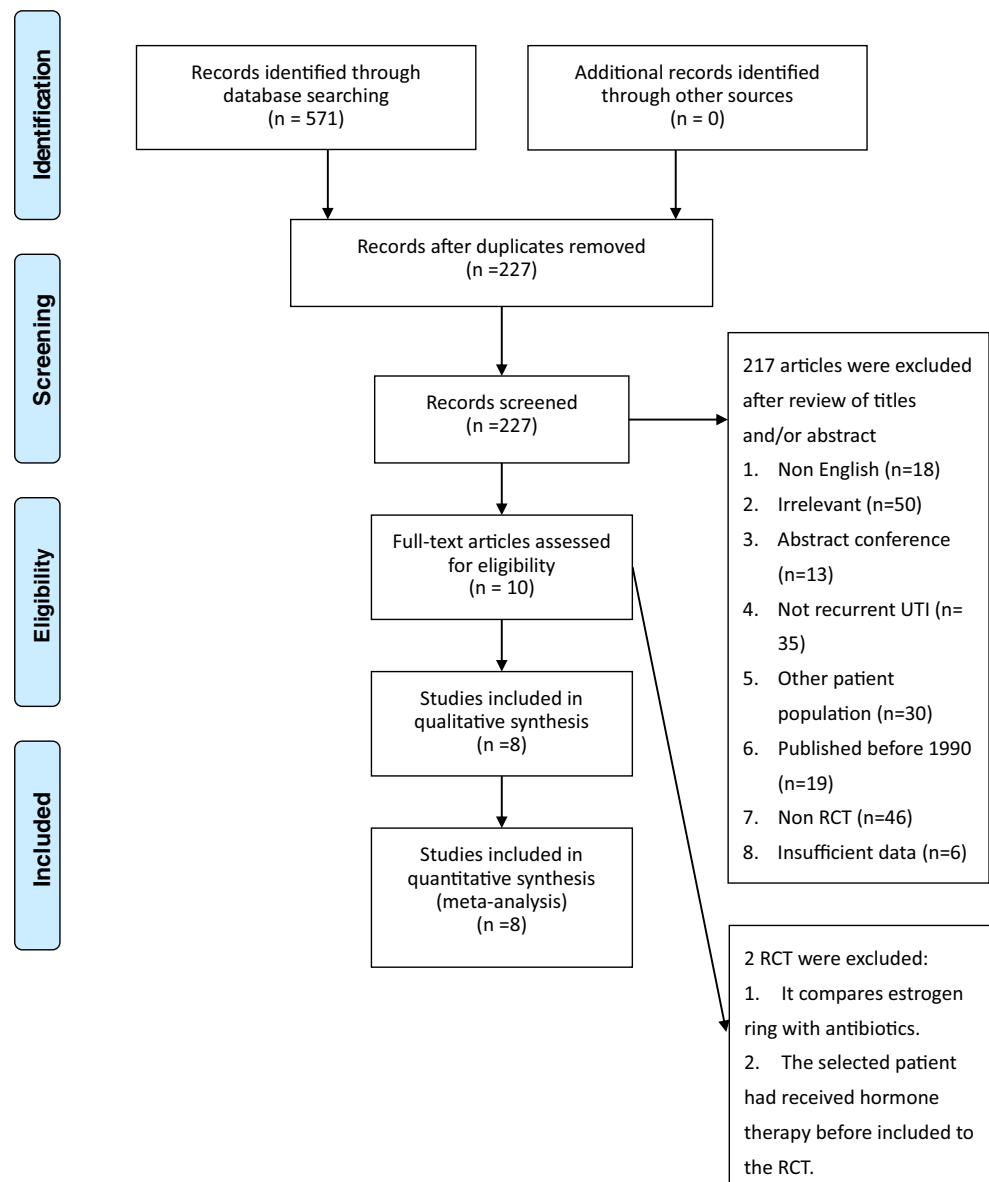 Identification
Records identified through
database searching
(n = 571)
Additional records identified
through other sources
(n = 0)
Records after duplicates removed
(n =227)
Screening
Records screened
(n =227)
217 articles were excluded
after review of titles
and/or abstract
1. Non English (n=18)
2. Irrelevant (n=50)
3. Abstract conference
(n=13)
4. Not recurrent UTI (n=
35)
5. Other patient
population (n=30)
6. Published before 1990
(n=19)
7. Non RCT (n=46)
8. Insufficient data (n=6)
Eligibility
Full-text articles assessed
for eligibility
(n = 10)
Studies included in
qualitative synthesis
(n =8)
Included
Studies included in
quantitative synthesis
(meta-analysis)
(n =8)
2 RCT were excluded:
1. It compares estrogen
ring with antibiotics.
2. The selected patient
had received hormone
therapy before included to
the RCT.